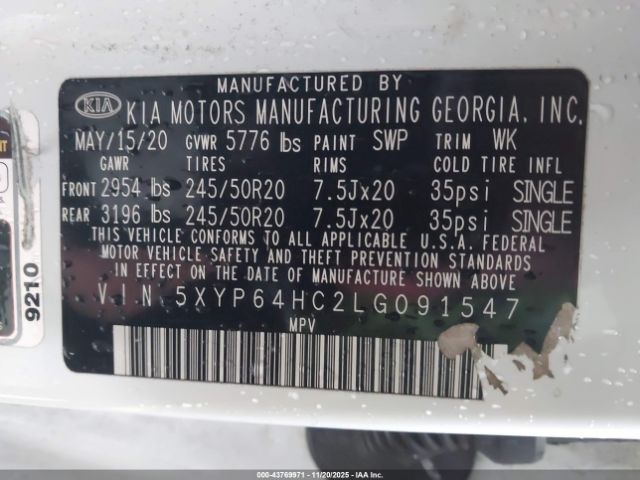 MANUFACTURED BY
KIA KIA MOTORS MANUFACTURING GEORGIA, INC.
MAY/15/20 GVWR 5776 lbs PAINT SWP TRIM WK
GAWR TIRES RIMS COLD TIRE INFL
FRONT 2954 lbs 245/50R20 7.5Jx20 35psi SINGLE
REAR 3196 lbs 245/50R20 7.5Jx20 35psi SINGLE
THIS VEHICLE CONFORMS TO ALL APPLICABLE U.S.A. FEDERAL
MOTOR VEHICLE SAFETY AND THEFT PREVENTION STANDARDS
IN EFFECT ON THE DATE OF MANUFACTURE SHOWN ABOVE
VIN 5XYP64HC2LG091547
MPV
9210
000-43769971 - 11/20/2025 - IAA Inc.